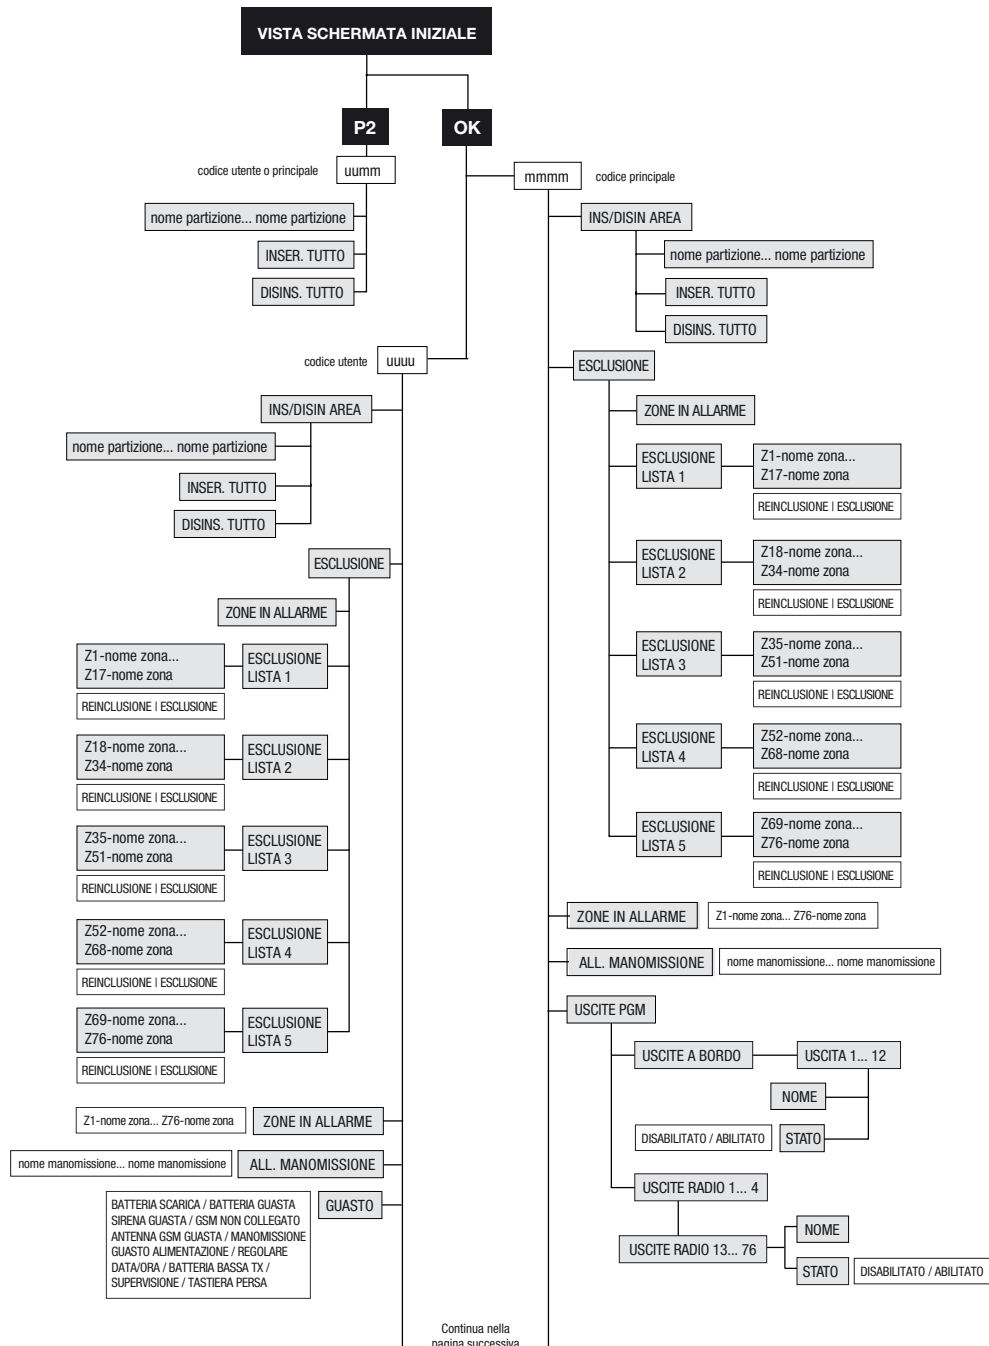 VISTA SCHERMATA INIZIALE
P2
OK
codice utente o principale
uumm
mmmm
codice principale
nome partizione... nome partizione
INSER. TUTTO
DISINS. TUTTO
INS/DISIN AREA
nome partizione... nome partizione
INSER. TUTTO
DISINS. TUTTO
codice utente
uuuu
INS/DISIN AREA
nome partizione... nome partizione
INSER. TUTTO
DISINS. TUTTO
ESCLUSIONE
ZONE IN ALLARME
Z1-nome zona...
Z17-nome zona
ESCLUSIONE
LISTA 1
REINCLUSIONE | ESCLUSIONE
Z18-nome zona...
Z34-nome zona
ESCLUSIONE
LISTA 2
REINCLUSIONE | ESCLUSIONE
Z35-nome zona...
Z51-nome zona
ESCLUSIONE
LISTA 3
REINCLUSIONE | ESCLUSIONE
Z52-nome zona...
Z68-nome zona
ESCLUSIONE
LISTA 4
REINCLUSIONE | ESCLUSIONE
Z69-nome zona...
Z76-nome zona
ESCLUSIONE
LISTA 5
REINCLUSIONE | ESCLUSIONE
Z1-nome zona... Z76-nome zona
ZONE IN ALLARME
nome manomissione... nome manomissione
ALL. MANOMISSIONE
BATTERIA SCARICA / BATTERIA GUASTA
SIRENA GUASTA / GSM NON COLLEGATO
ANTENNA GSM GUASTA / MANOMISSIONE
GUASTO ALIMENTAZIONE / REGOLARE
DATA/ORA / BATTERIA BASSA TX /
SUPERVISIONE / TASTIERA PERSA
GUASTO
ESCLUSIONE
ZONE IN ALLARME
ESCLUSIONE
LISTA 1
Z1-nome zona...
Z17-nome zona
REINCLUSIONE | ESCLUSIONE
ESCLUSIONE
LISTA 2
Z18-nome zona...
Z34-nome zona
REINCLUSIONE | ESCLUSIONE
ESCLUSIONE
LISTA 3
Z35-nome zona...
Z51-nome zona
REINCLUSIONE | ESCLUSIONE
ESCLUSIONE
LISTA 4
Z52-nome zona...
Z68-nome zona
REINCLUSIONE | ESCLUSIONE
ESCLUSIONE
LISTA 5
Z69-nome zona...
Z76-nome zona
REINCLUSIONE | ESCLUSIONE
ZONE IN ALLARME
Z1-nome zona... Z76-nome zona
ALL. MANOMISSIONE
nome manomissione... nome manomissione
USCITE PGM
USCITE A BORDO
USCITA 1... 12
NOME
DISABILITATO / ABILITATO
STATO
USCITE RADIO 1... 4
USCITE RADIO 13... 76
NOME
STATO
DISABILITATO / ABILITATO
Continua nella
pagina successiva